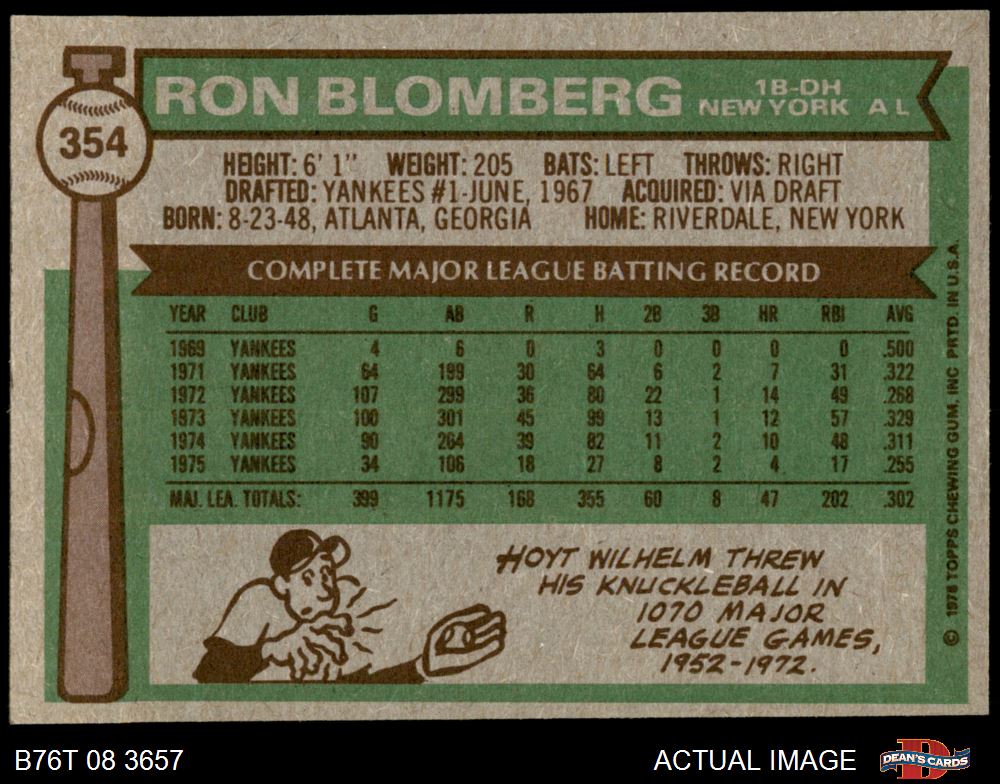 RON BLOMBERG
1B-DH
NEW YORK A L
354
HEIGHT: 6' 1" WEIGHT: 205 BATS: LEFT THROWS: RIGHT
DRAFTED: YANKEES #1-JUNE, 1967 ACQUIRED: VIA DRAFT
BORN: 8-23-48, ATLANTA, GEORGIA HOME: RIVERDALE, NEW YORK
COMPLETE MAJOR LEAGUE BATTING RECORD
YEAR CLUB G AB R H 2B 3B HR RBI AVG
1969 YANKEES 4 6 0 3 0 0 0 0 .500
1971 YANKEES 64 199 30 64 6 2 7 31 .322
1972 YANKEES 107 299 36 80 22 1 14 49 .268
1973 YANKEES 100 301 45 99 13 1 12 57 .329
1974 YANKEES 90 264 39 82 11 2 10 48 .311
1975 YANKEES 34 106 18 27 8 2 4 17 .255
MAJ. LEA. TOTALS: 399 1175 168 355 60 8 47 202 .302
HOYT WILHELM THREW
HIS KNUCKLEBALL IN
1070 MAJOR
LEAGUE GAMES,
1952-1972.
© 1976 TOPPS CHEWING GUM, INC PRTD. IN U.S.A.
B76T 08 3657
ACTUAL IMAGE
DEAN'S CARDS